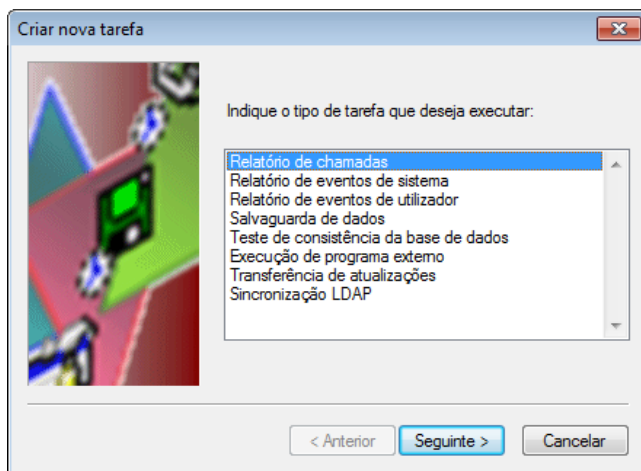 Criar nova tarefa
Indique o tipo de tarefa que deseja executar:
Relatório de chamadas
Relatório de eventos de sistema
Relatório de eventos de utilizador
Salvaguarda de dados
Teste de consistência da base de dados
Execução de programa externo
Transferência de atualizações
Sincronização LDAP
< Anterior
Seguinte >
Cancelar